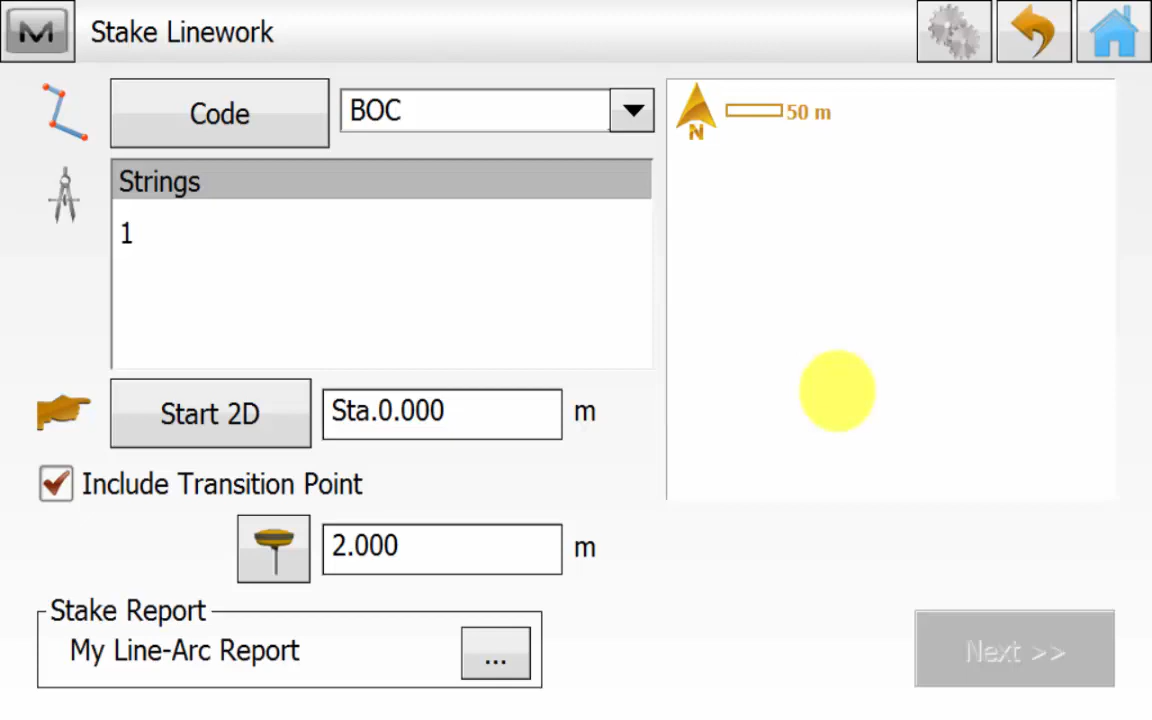 M Stake Linework
Code BOC
N 50 m
Strings
1
Start 2D Sta.0.000 m
Include Transition Point
2.000 m
Stake Report
My Line-Arc Report ...
Next >>